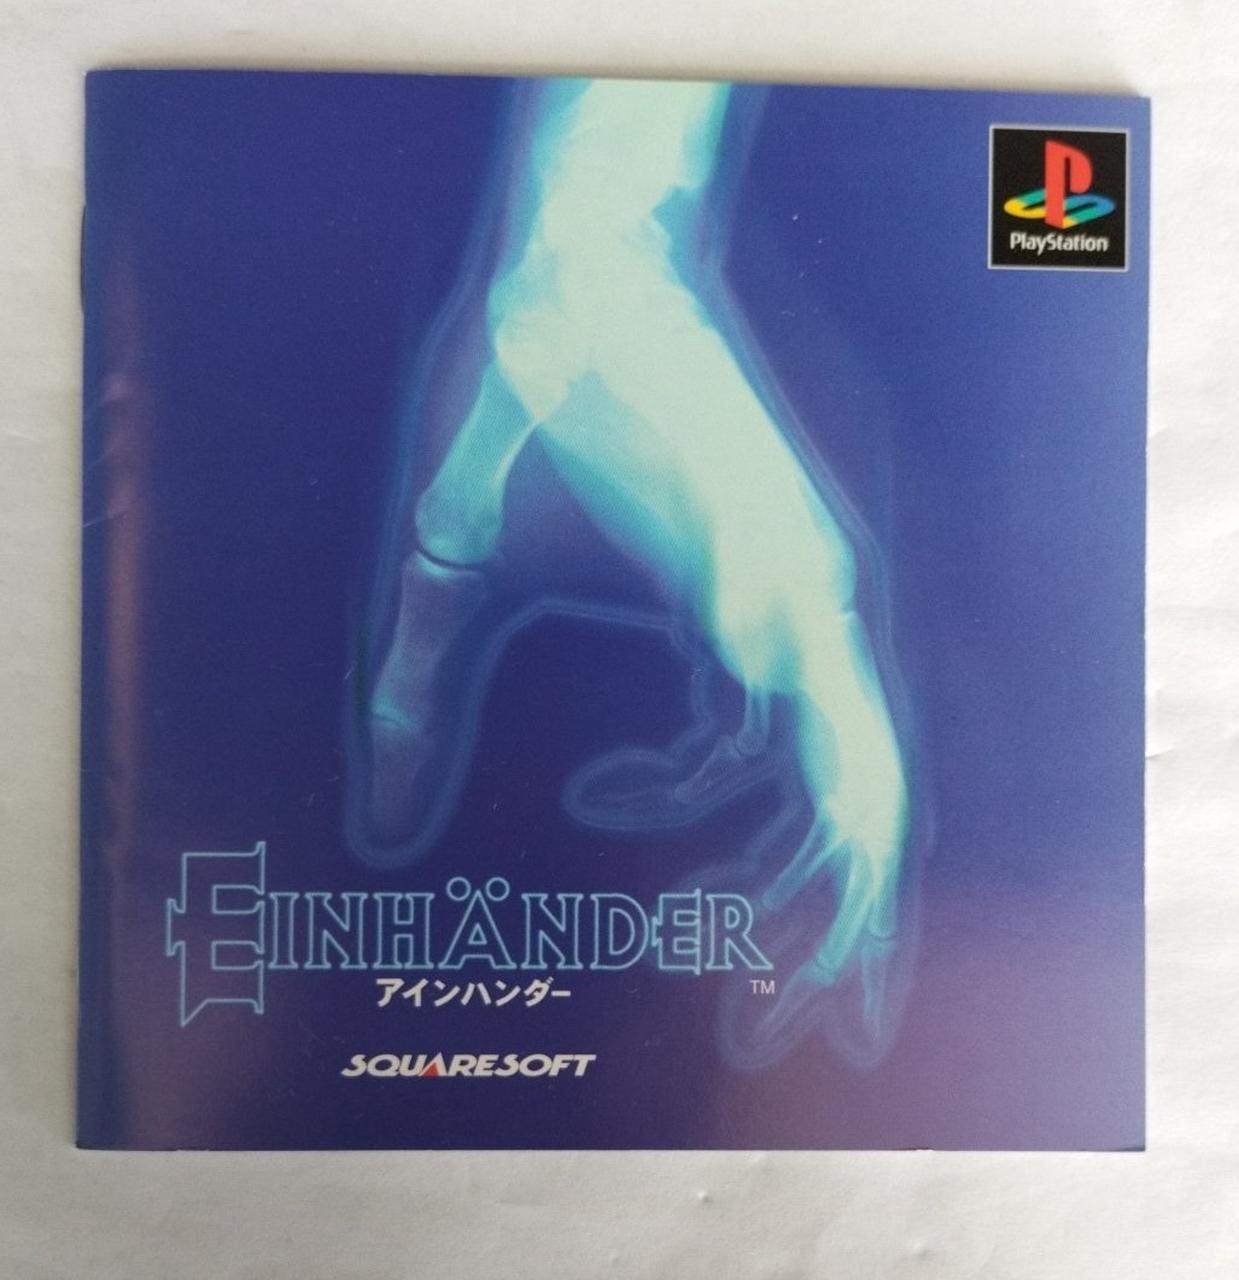 PlayStation
EINHÄNDER
アインハンダー
TM
SQUARESOFT